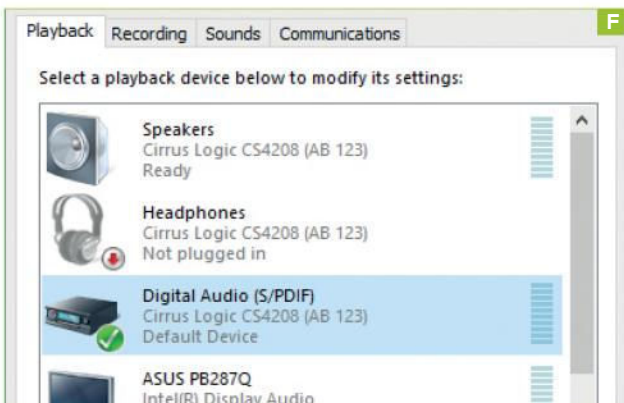 Playback Recording Sounds Communications
F
Select a playback device below to modify its settings:
Speakers
Cirrus Logic CS4208 (AB 123)
Ready
Headphones
Cirrus Logic CS4208 (AB 123)
Not plugged in
Digital Audio (S/PDIF)
Cirrus Logic CS4208 (AB 123)
Default Device
ASUS PB287Q
Intel(R) Display Audio